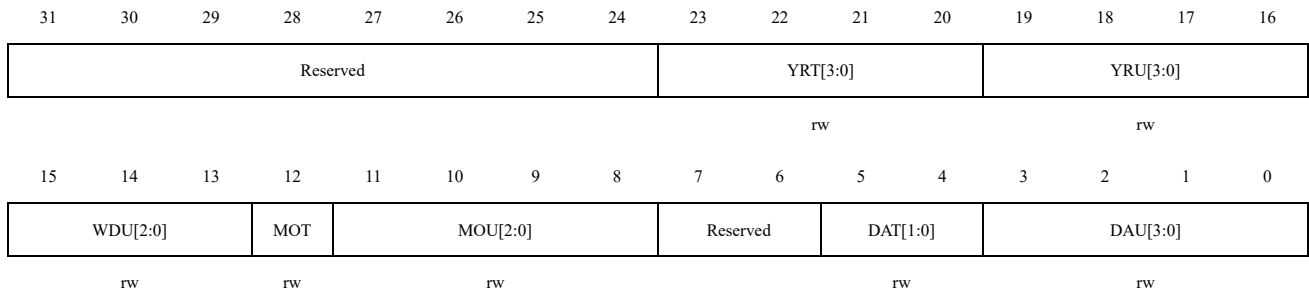 31 30 29 28 27 26 25 24 23 22 21 20 19 18 17 16
Reserved YRT[3:0] YRU[3:0]
rw rw
15 14 13 12 11 10 9 8 7 6 5 4 3 2 1 0
WDU[2:0] MOT MOU[2:0] Reserved DAT[1:0] DAU[3:0]
rw rw rw rw rw